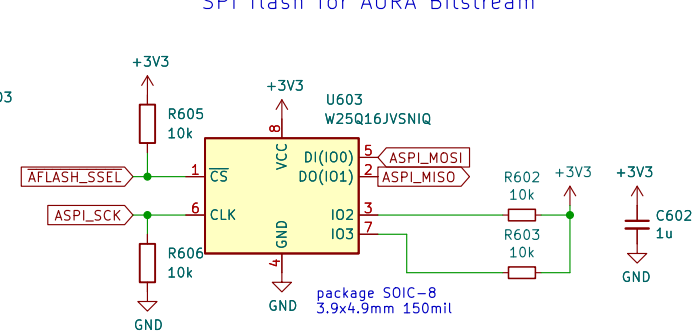 SPI flash for AURA Bitstream
+3V3
+3V3
U603
W25Q16JVSNIQ
03
R605
10k
8
VCC
DI(IO0)
5
ASPI_MOSI
AFLASH_SSEL
1
CS
DO(IO1)
2
ASPI_MISO
R602
10k
+3V3
+3V3
ASPI_SCK
6
CLK
IO2
3
C602
1u
GND
IO3
7
R603
10k
R606
10k
4
GND
GND
GND
package SOIC-8
3.9x4.9mm 150mil
GND